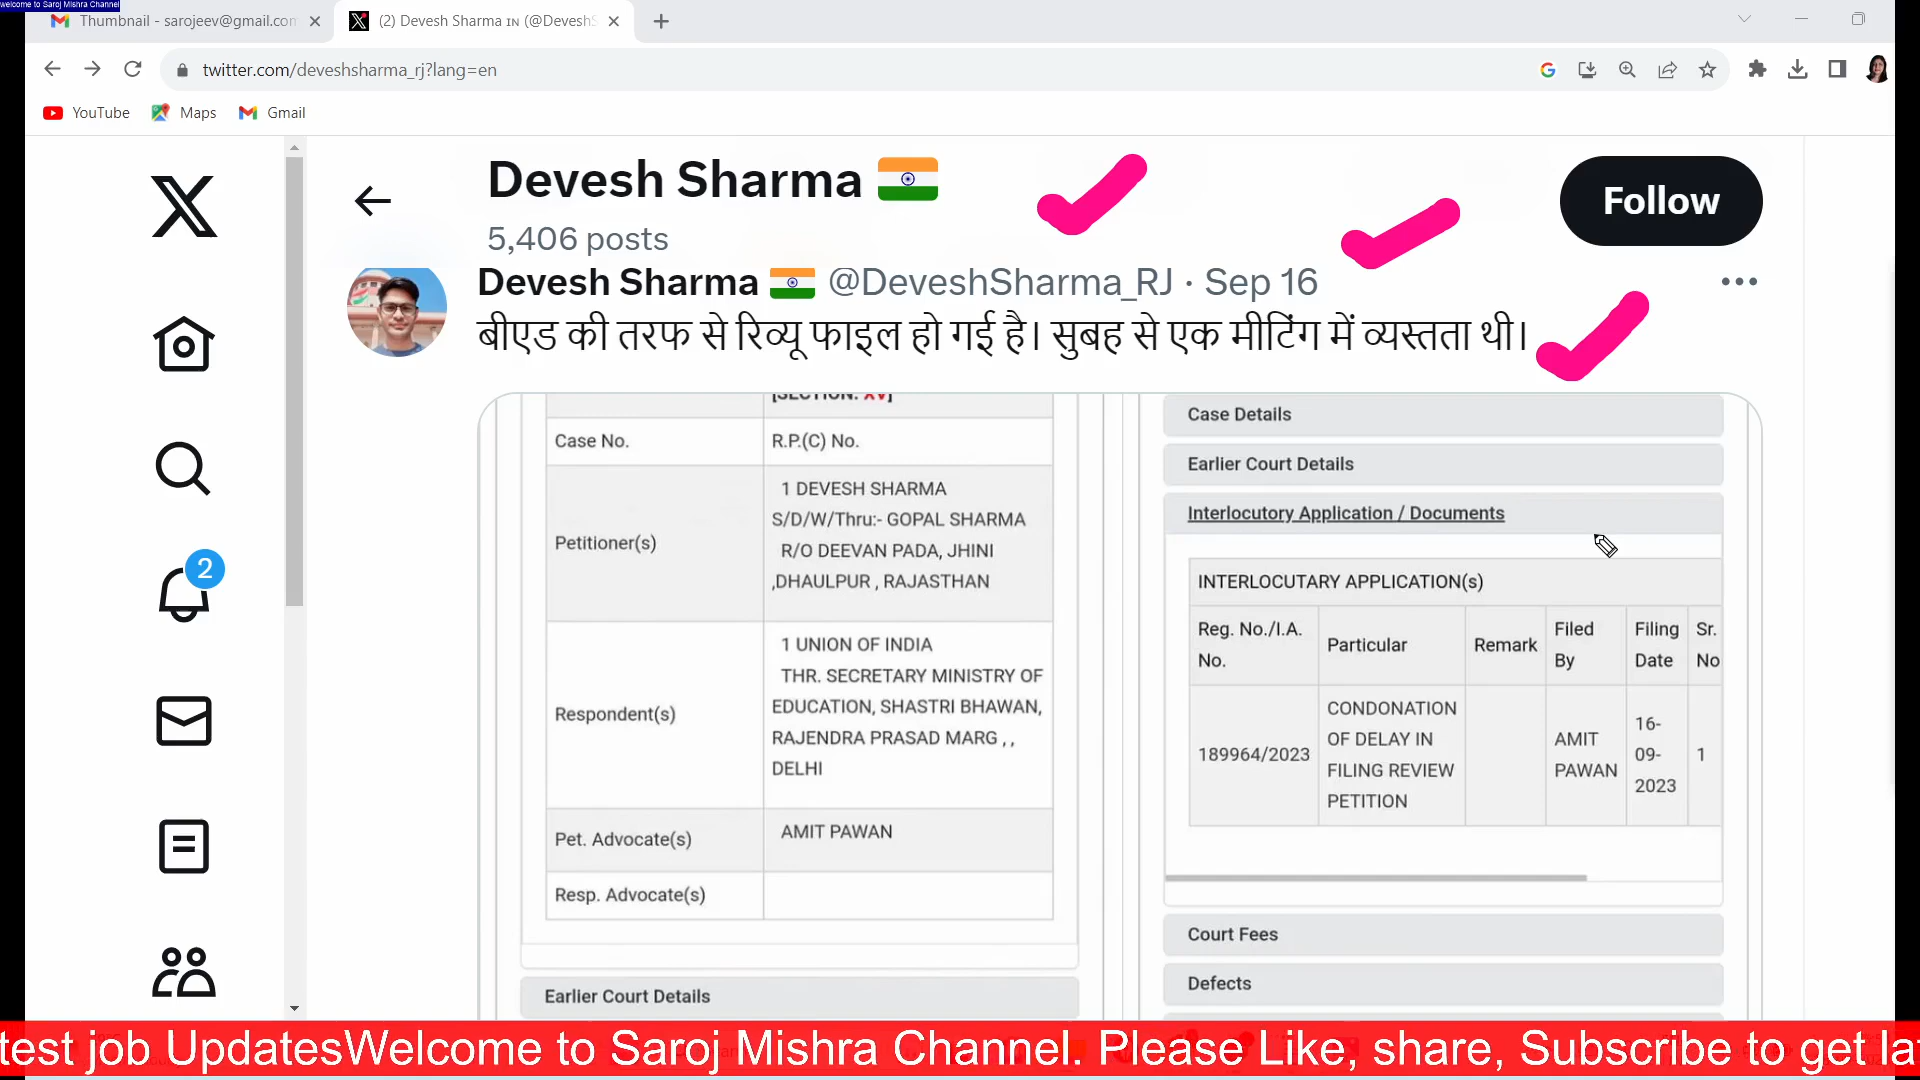 welcome to Saroj Mishra Channel
Thumbnail - sarojeev@gmail.com
(2) Devesh Sharma IN (@DeveshS
twitter.com/deveshsharma_rj?lang=en
YouTube
Maps
Gmail
Devesh Sharma
5,406 posts
Follow
Devesh Sharma @DeveshSharma_RJ · Sep 16
बीएड की तरफ से रिव्यू फाइल हो गई है। सुबह से एक मीटिंग में व्यस्तता थी।
2
[SECTION: XV]
Case No.
R.P.(C) No.
Petitioner(s)
1 DEVESH SHARMA
S/D/W/Thru:- GOPAL SHARMA
R/O DEEVAN PADA, JHINI
,DHAULPUR , RAJASTHAN
Respondent(s)
1 UNION OF INDIA
THR. SECRETARY MINISTRY OF
EDUCATION, SHASTRI BHAWAN,
RAJENDRA PRASAD MARG , ,
DELHI
Pet. Advocate(s)
AMIT PAWAN
Resp. Advocate(s)
Earlier Court Details
Case Details
Earlier Court Details
Interlocutory Application / Documents
INTERLOCUTARY APPLICATION(s)
Reg. No./I.A.
No.
Particular
Remark
Filed
By
Filing
Date
Sr.
No
189964/2023
CONDONATION
OF DELAY IN
FILING REVIEW
PETITION
AMIT
PAWAN
16-
09-
2023
1
Court Fees
Defects
test job UpdatesWelcome to Saroj Mishra Channel. Please Like, share, Subscribe to get lat